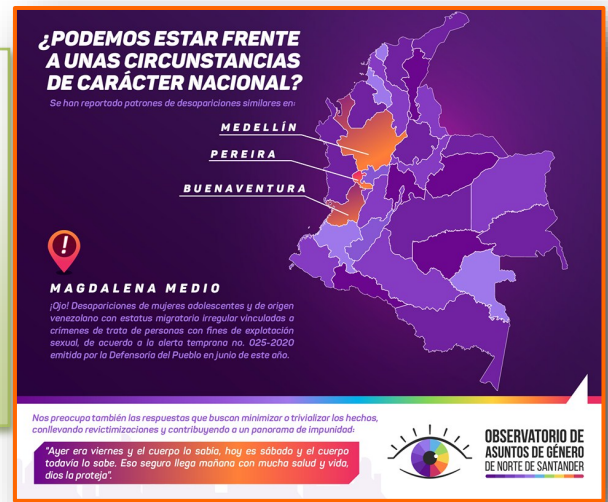 ¿PODEMOS ESTAR FRENTE
A UNAS CIRCUNSTANCIAS
DE CARÁCTER NACIONAL?
Se han reportado patrones de desapariciones similares en:
MEDELLÍN
PEREIRA
BUENAVENTURA
!
MAGDALENA MEDIO
¡Ojo! Desapariciones de mujeres adolescentes y de origen
venezolano con estatus migratorio irregular vinculadas a
crímenes de trata de personas con fines de explotación
sexual, de acuerdo a la alerta temprana no. 025-2020
emitida por la Defensoría del Pueblo en junio de este año.
Nos preocupa también las respuestas que buscan minimizar o trivializar los hechos,
conllevando revictimizaciones y contribuyendo a un panorama de impunidad:
"Ayer era viernes y el cuerpo lo sabía, hoy es sábado y el cuerpo
todavía lo sabe. Eso seguro llega mañana con mucha salud y vida,
dios la proteja".
OBSERVATORIO DE
ASUNTOS DE GÉNERO
DE NORTE DE SANTANDER